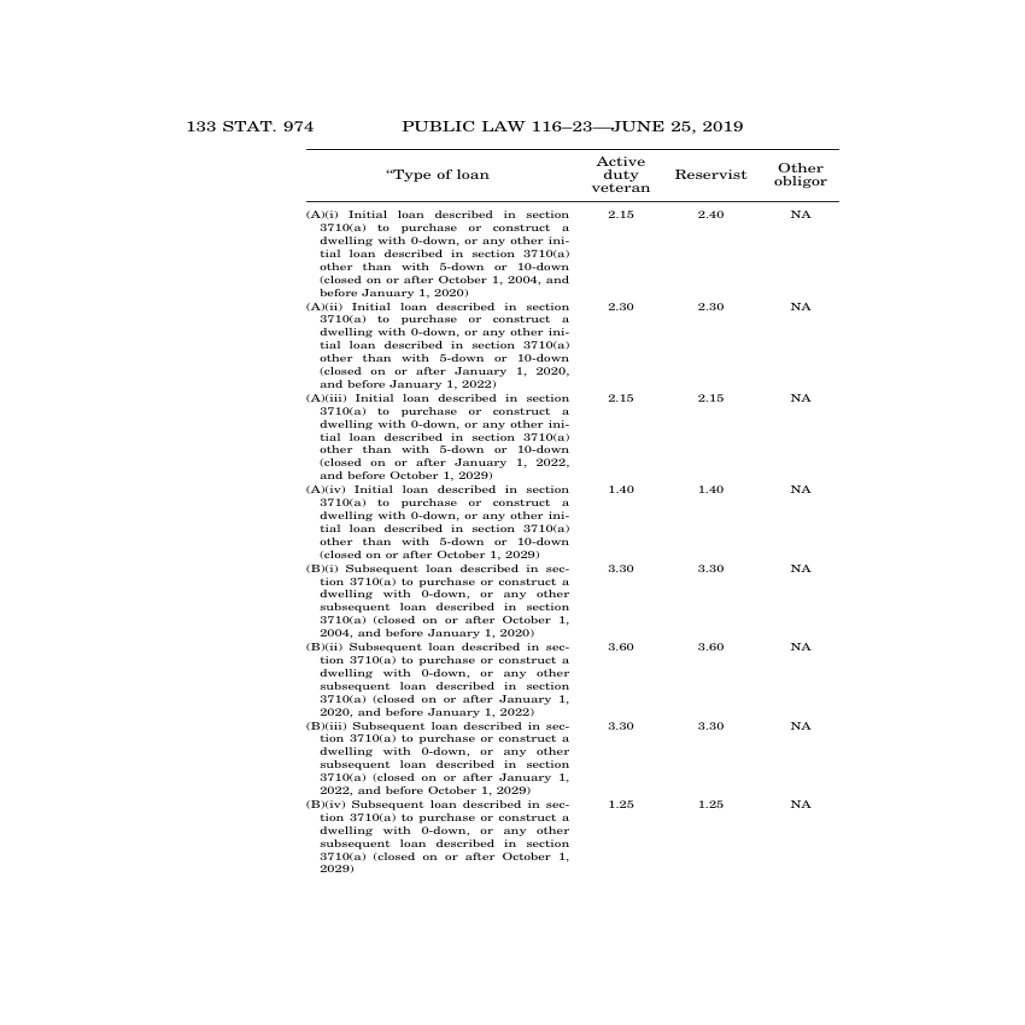 133 STAT. 974 PUBLIC LAW 116–23—JUNE 25, 2019
“Type of loan Active duty veteran Reservist Other obligor
(A)(i) Initial loan described in section 2.15 2.40 NA
3710(a) to purchase or construct a
dwelling with 0-down, or any other ini-
tial loan described in section 3710(a)
other than with 5-down or 10-down
(closed on or after October 1, 2004, and
before January 1, 2020)
(A)(ii) Initial loan described in section 2.30 2.30 NA
3710(a) to purchase or construct a
dwelling with 0-down, or any other ini-
tial loan described in section 3710(a)
other than with 5-down or 10-down
(closed on or after January 1, 2020,
and before January 1, 2022)
(A)(iii) Initial loan described in section 2.15 2.15 NA
3710(a) to purchase or construct a
dwelling with 0-down, or any other ini-
tial loan described in section 3710(a)
other than with 5-down or 10-down
(closed on or after January 1, 2022,
and before October 1, 2029)
(A)(iv) Initial loan described in section 1.40 1.40 NA
3710(a) to purchase or construct a
dwelling with 0-down, or any other ini-
tial loan described in section 3710(a)
other than with 5-down or 10-down
(closed on or after October 1, 2029)
(B)(i) Subsequent loan described in sec- 3.30 3.30 NA
tion 3710(a) to purchase or construct a
dwelling with 0-down, or any other
subsequent loan described in section
3710(a) (closed on or after October 1,
2004, and before January 1, 2020)
(B)(ii) Subsequent loan described in sec- 3.60 3.60 NA
tion 3710(a) to purchase or construct a
dwelling with 0-down, or any other
subsequent loan described in section
3710(a) (closed on or after January 1,
2020, and before January 1, 2022)
(B)(iii) Subsequent loan described in sec- 3.30 3.30 NA
tion 3710(a) to purchase or construct a
dwelling with 0-down, or any other
subsequent loan described in section
3710(a) (closed on or after January 1,
2022, and before October 1, 2029)
(B)(iv) Subsequent loan described in sec- 1.25 1.25 NA
tion 3710(a) to purchase or construct a
dwelling with 0-down, or any other
subsequent loan described in section
3710(a) (closed on or after October 1,
2029)